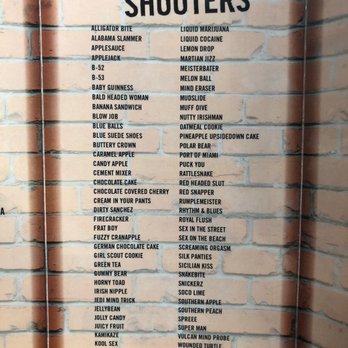 SHOOTERS
ALLIGATOR BITE
ALABAMA SLAMMER
APPLESAUCE
APPLEJACK
B-52
B-53
BABY GUINNESS
BALD HEADED WOMAN
BANANA SANDWICH
BLOW JOB
BLUE BALLS
BLUE SUEDE SHOES
BUTTERY CROWN
CARAMEL APPLE
CANDY APPLE
CEMENT MIXER
CHOCOLATE CAKE
CHOCOLATE COVERED CHERRY
CREAM IN YOUR PANTS
DIRTY SANCHEZ
FIRECRACKER
FRAT BOY
FUZZY CRANAPPLE
GERMAN CHOCOLATE CAKE
GIRL SCOUT COOKIE
GREEN TEA
GUMMY BEAR
HORNY TOAD
IRISH NIPPLE
JEDI MIND TRICK
JELLYBEAN
JOLLY CANDY
JUICY FRUIT
KAMIKAZE
KOOL SEX
LIQUID MARIJUANA
LIQUID COCAINE
LEMON DROP
MARTIAN JIZZ
MEISTERBATER
MELON BALL
MIND ERASER
MUDSLIDE
MUFF DIVE
NUTTY IRISHMAN
OATMEAL COOKIE
PINEAPPLE UPSIDEDOWN CAKE
POLAR BEAR
PORT OF MIAMI
PUCK YOU
RATTLESNAKE
RED HEADED SLUT
RED SNAPPER
RUMPLEMEISTER
RHYTHM & BLUES
ROYAL FLUSH
SEX IN THE STREET
SEX ON THE BEACH
SCREAMING ORGASM
SILK PANTIES
SICILIAN KISS
SNAKEBITE
SNICKERZ
SOCO LIME
SOUTHERN APPLE
SOUTHERN PEACH
SPREEE
SUPER MAN
VULCAN MIND PROBE
WOUNDED TURTLE